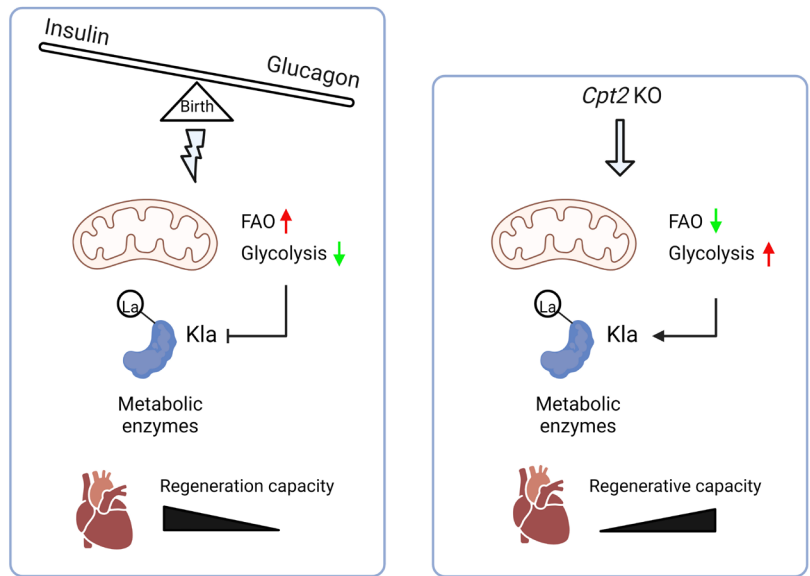 Insulin
Glucagon
Birth
FAO
Glycolysis
La
Kla
Metabolic
enzymes
Regeneration capacity
Cpt2 KO
FAO
Glycolysis
La
Kla
Metabolic
enzymes
Regenerative capacity